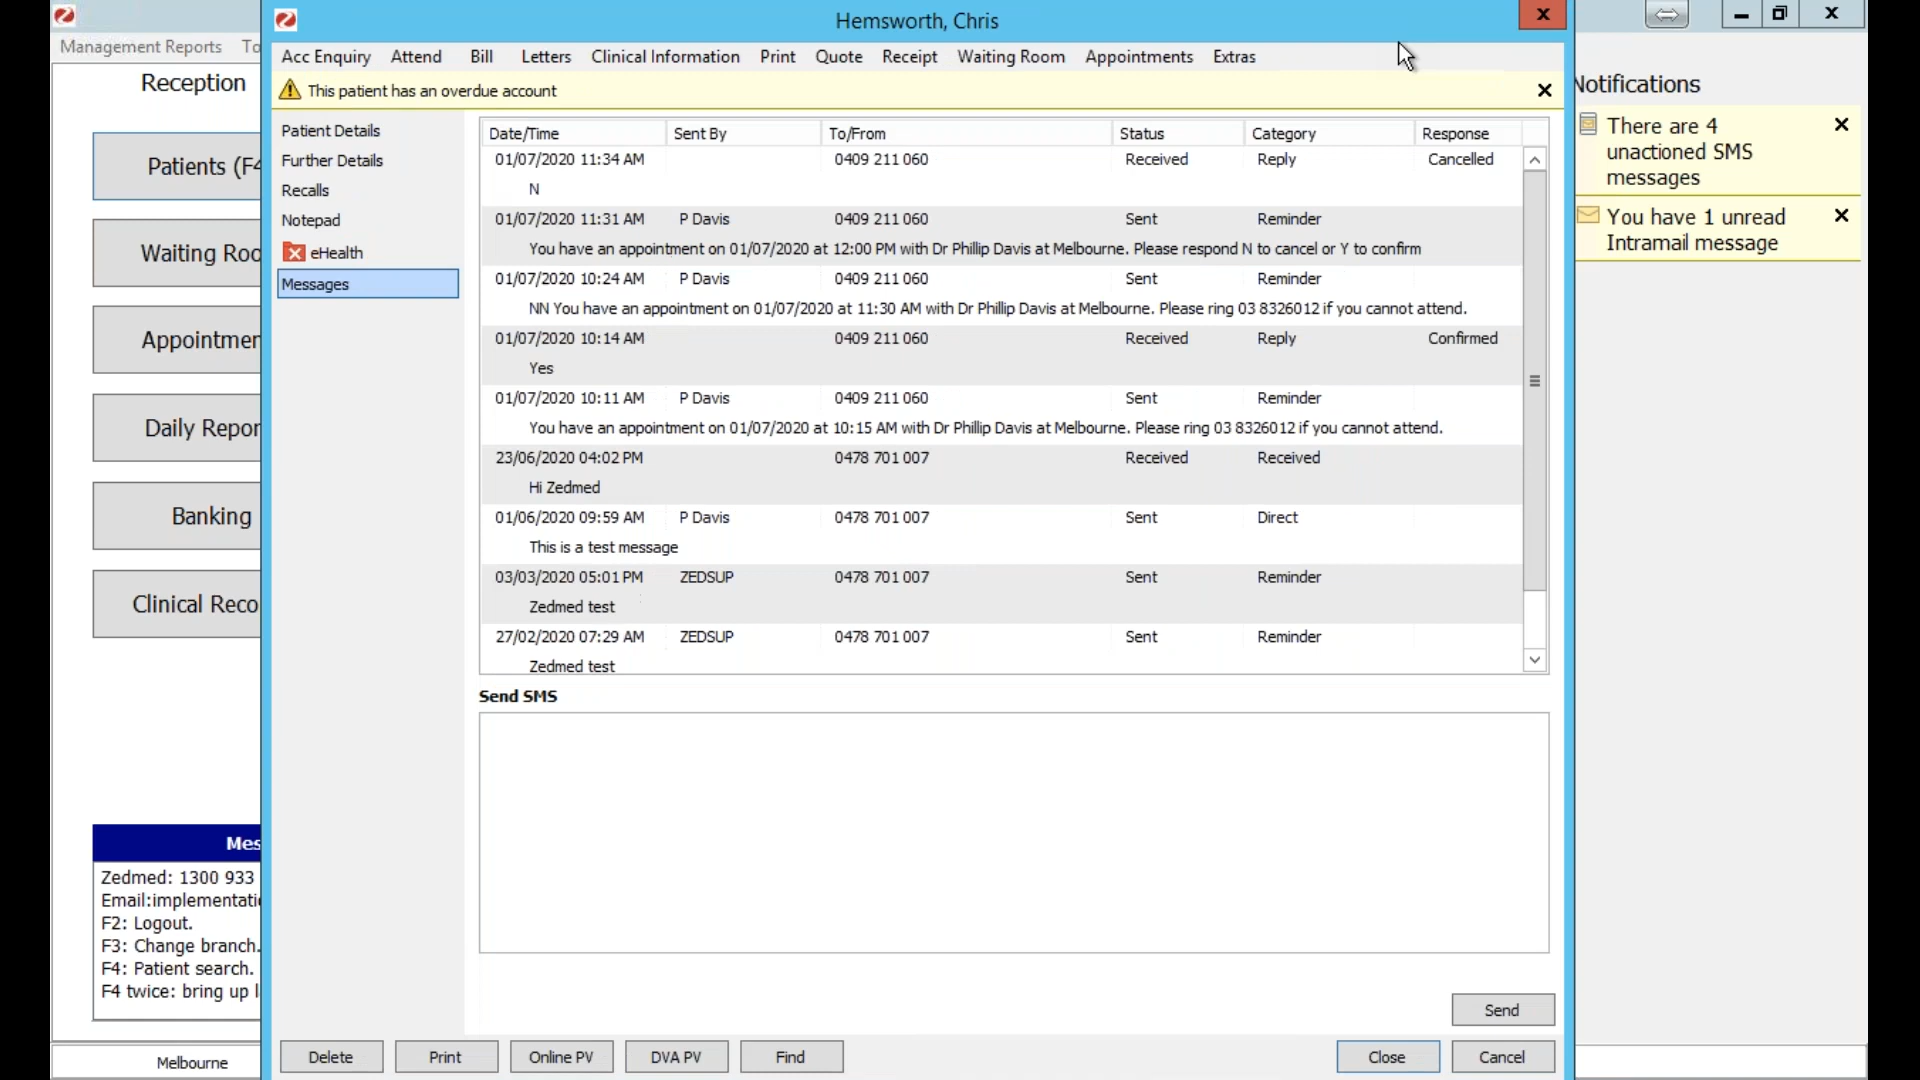 Hemsworth, Chris
Management Reports
Acc Enquiry Attend Bill Letters Clinical Information Print Quote Receipt Waiting Room Appointments Extras
Reception
This patient has an overdue account
Patients (F4
Waiting Roo
Appointmen
Daily Repor
Banking
Clinical Reco
Mes
Zedmed: 1300 933
Email:implementati
F2: Logout.
F3: Change branch.
F4: Patient search.
F4 twice: bring up l
Melbourne
Patient Details
Further Details
Recalls
Notepad
eHealth
Messages
Date/Time Sent By To/From Status Category Response
01/07/2020 11:34 AM 0409 211 060 Received Reply Cancelled
N
01/07/2020 11:31 AM P Davis 0409 211 060 Sent Reminder
You have an appointment on 01/07/2020 at 12:00 PM with Dr Phillip Davis at Melbourne. Please respond N to cancel or Y to confirm
01/07/2020 10:24 AM P Davis 0409 211 060 Sent Reminder
NN You have an appointment on 01/07/2020 at 11:30 AM with Dr Phillip Davis at Melbourne. Please ring 03 8326012 if you cannot attend.
01/07/2020 10:14 AM 0409 211 060 Received Reply Confirmed
Yes
01/07/2020 10:11 AM P Davis 0409 211 060 Sent Reminder
You have an appointment on 01/07/2020 at 10:15 AM with Dr Phillip Davis at Melbourne. Please ring 03 8326012 if you cannot attend.
23/06/2020 04:02 PM 0478 701 007 Received Received
Hi Zedmed
01/06/2020 09:59 AM P Davis 0478 701 007 Sent Direct
This is a test message
03/03/2020 05:01 PM ZEDSUP 0478 701 007 Sent Reminder
Zedmed test
27/02/2020 07:29 AM ZEDSUP 0478 701 007 Sent Reminder
Zedmed test
Send SMS
Send
Delete Print Online PV DVA PV Find Close Cancel
Notifications
There are 4
unactioned SMS
messages
You have 1 unread
Intramail message